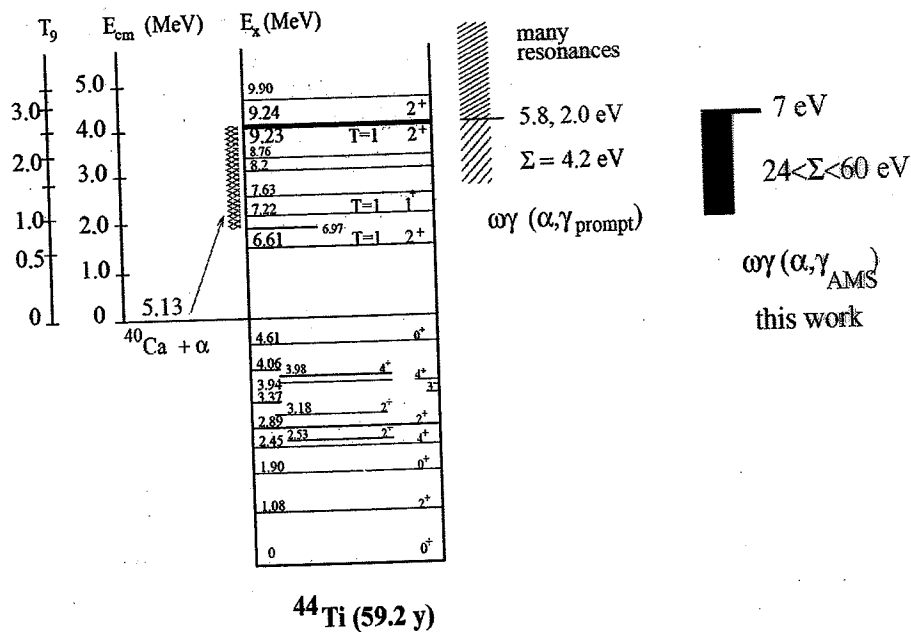 T9 Ecm (MeV) Ex (MeV)
5.0
3.0
4.0
2.0
3.0
1.0
2.0
0.5
1.0
0
0
5.13
40Ca + α
9.90
9.24 2+
9.23 T=1 2+
8.76
8.2
7.63
7.22 T=1 1+
6.97
6.61 T=1 2+
4.61 0+
4.06
3.98 4+
4+
3.94
3-
3.37
3.18 2+
2.89 2+
2.53 2+
2.45 4+
1.90 0+
1.08 2+
0 0+
44Ti (59.2 y)
many
resonances
5.8, 2.0 eV
Σ = 4.2 eV
ωγ (α,γprompt)
7 eV
24<Σ<60 eV
ωγ (α,γAMS)
this work